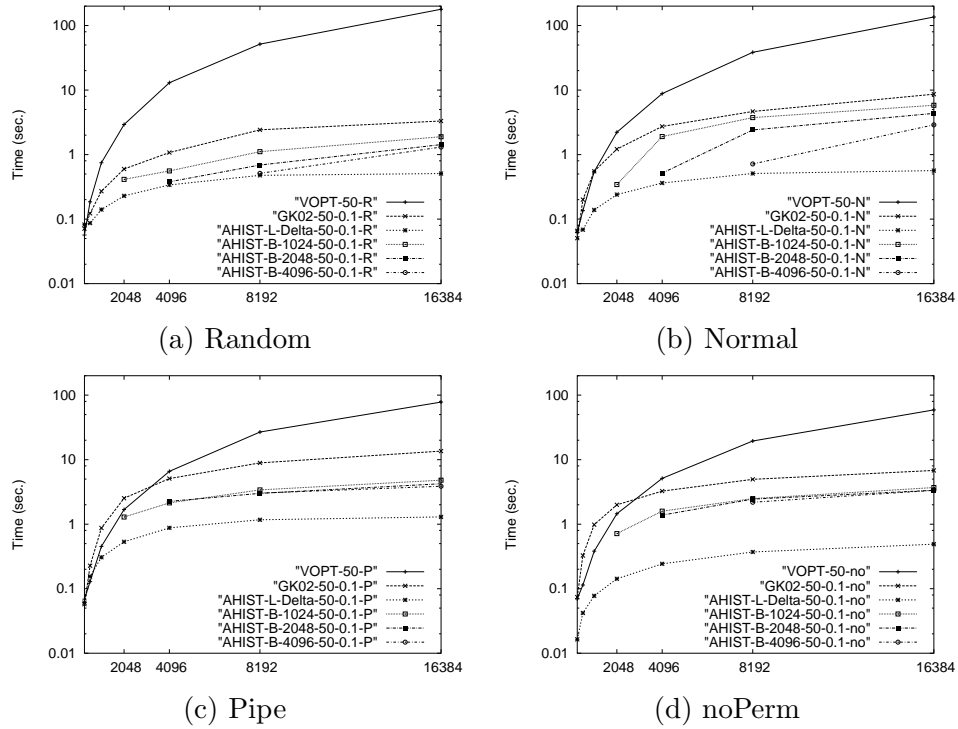 100
10
1
0.1
0.01
Time (sec.)
"VOPT-50-R"
"GK02-50-0.1-R"
"AHIST-L-Delta-50-0.1-R"
"AHIST-B-1024-50-0.1-R"
"AHIST-B-2048-50-0.1-R"
"AHIST-B-4096-50-0.1-R"
2048 4096 8192 16384
(a) Random
100
10
1
0.1
0.01
Time (sec.)
"VOPT-50-N"
"GK02-50-0.1-N"
"AHIST-L-Delta-50-0.1-N"
"AHIST-B-1024-50-0.1-N"
"AHIST-B-2048-50-0.1-N"
"AHIST-B-4096-50-0.1-N"
2048 4096 8192 16384
(b) Normal
100
10
1
0.1
0.01
Time (sec.)
"VOPT-50-P"
"GK02-50-0.1-P"
"AHIST-L-Delta-50-0.1-P"
"AHIST-B-1024-50-0.1-P"
"AHIST-B-2048-50-0.1-P"
"AHIST-B-4096-50-0.1-P"
2048 4096 8192 16384
(c) Pipe
100
10
1
0.1
0.01
Time (sec.)
"VOPT-50-no"
"GK02-50-0.1-no"
"AHIST-L-Delta-50-0.1-no"
"AHIST-B-1024-50-0.1-no"
"AHIST-B-2048-50-0.1-no"
"AHIST-B-4096-50-0.1-no"
2048 4096 8192 16384
(d) noPerm